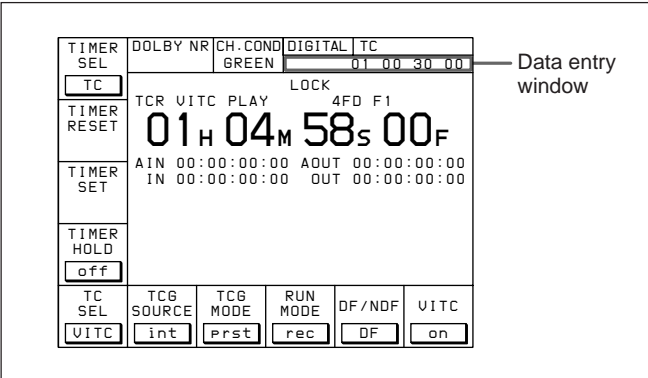 TIMER SEL
TC
TIMER RESET
TIMER SET
TIMER HOLD
off
DOLBY NR CH.COND DIGITAL TC
GREEN 01 00 30 00
LOCK
TCR VITC PLAY 4FD F1
01H 04M 58S 00F
AIN 00:00:00:00 AOUT 00:00:00:00
IN 00:00:00:00 OUT 00:00:00:00
TC SEL
VITC
TCG SOURCE
int
TCG MODE
prst
RUN MODE
rec
DF/NDF
DF
VITC
on
Data entry
window